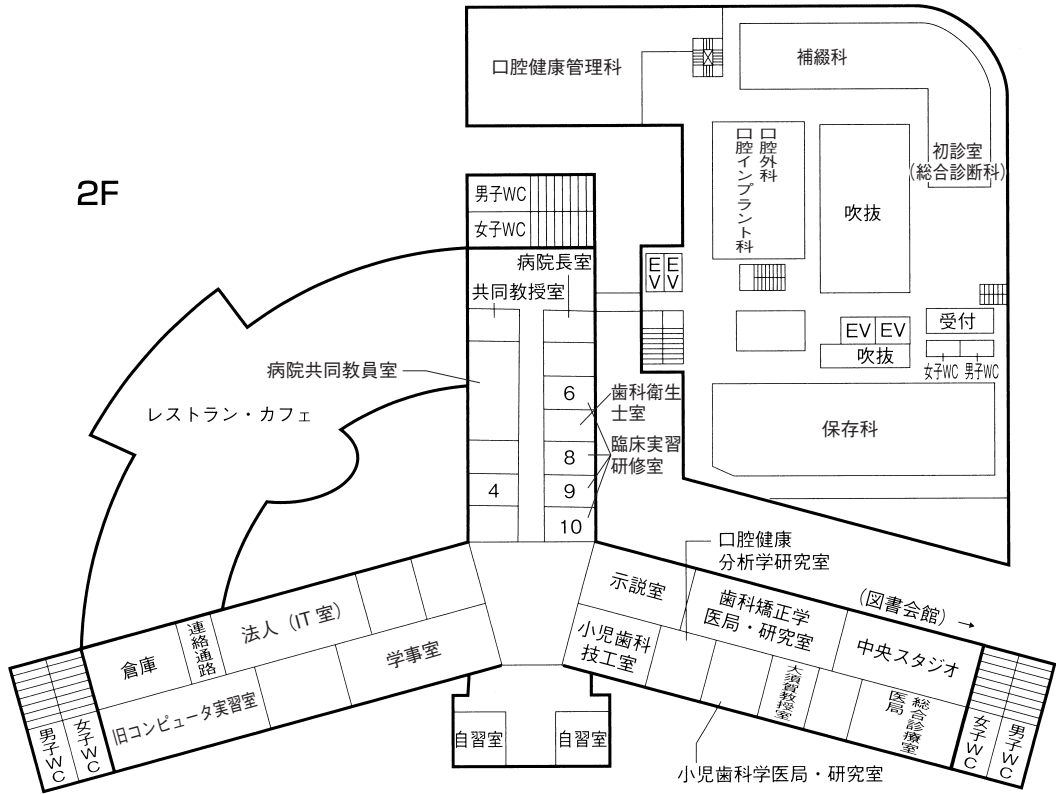 2F
口腔健康管理科
補綴科
口腔外科
口腔インプラント科
吹抜
初診室
(総合診断科)
男子WC
女子WC
病院長室
共同教授室
EV
EV
EV
EV
吹抜
受付
女子WC
男子WC
病院共同教員室
レストラン・カフェ
6
歯科衛生
士室
8
臨床実習
研修室
4
9
10
保存科
口腔健康
分析学研究室
示説室
歯科矯正学
医局・研究室
(図書会館)→
中央スタジオ
小児歯科
技工室
大須賀教授室
総合診療室
医局
女子WC
男子WC
小児歯科学医局・研究室
法人(IT室)
連絡通路
倉庫
学事室
旧コンピュータ実習室
男子WC
女子WC
自習室
自習室